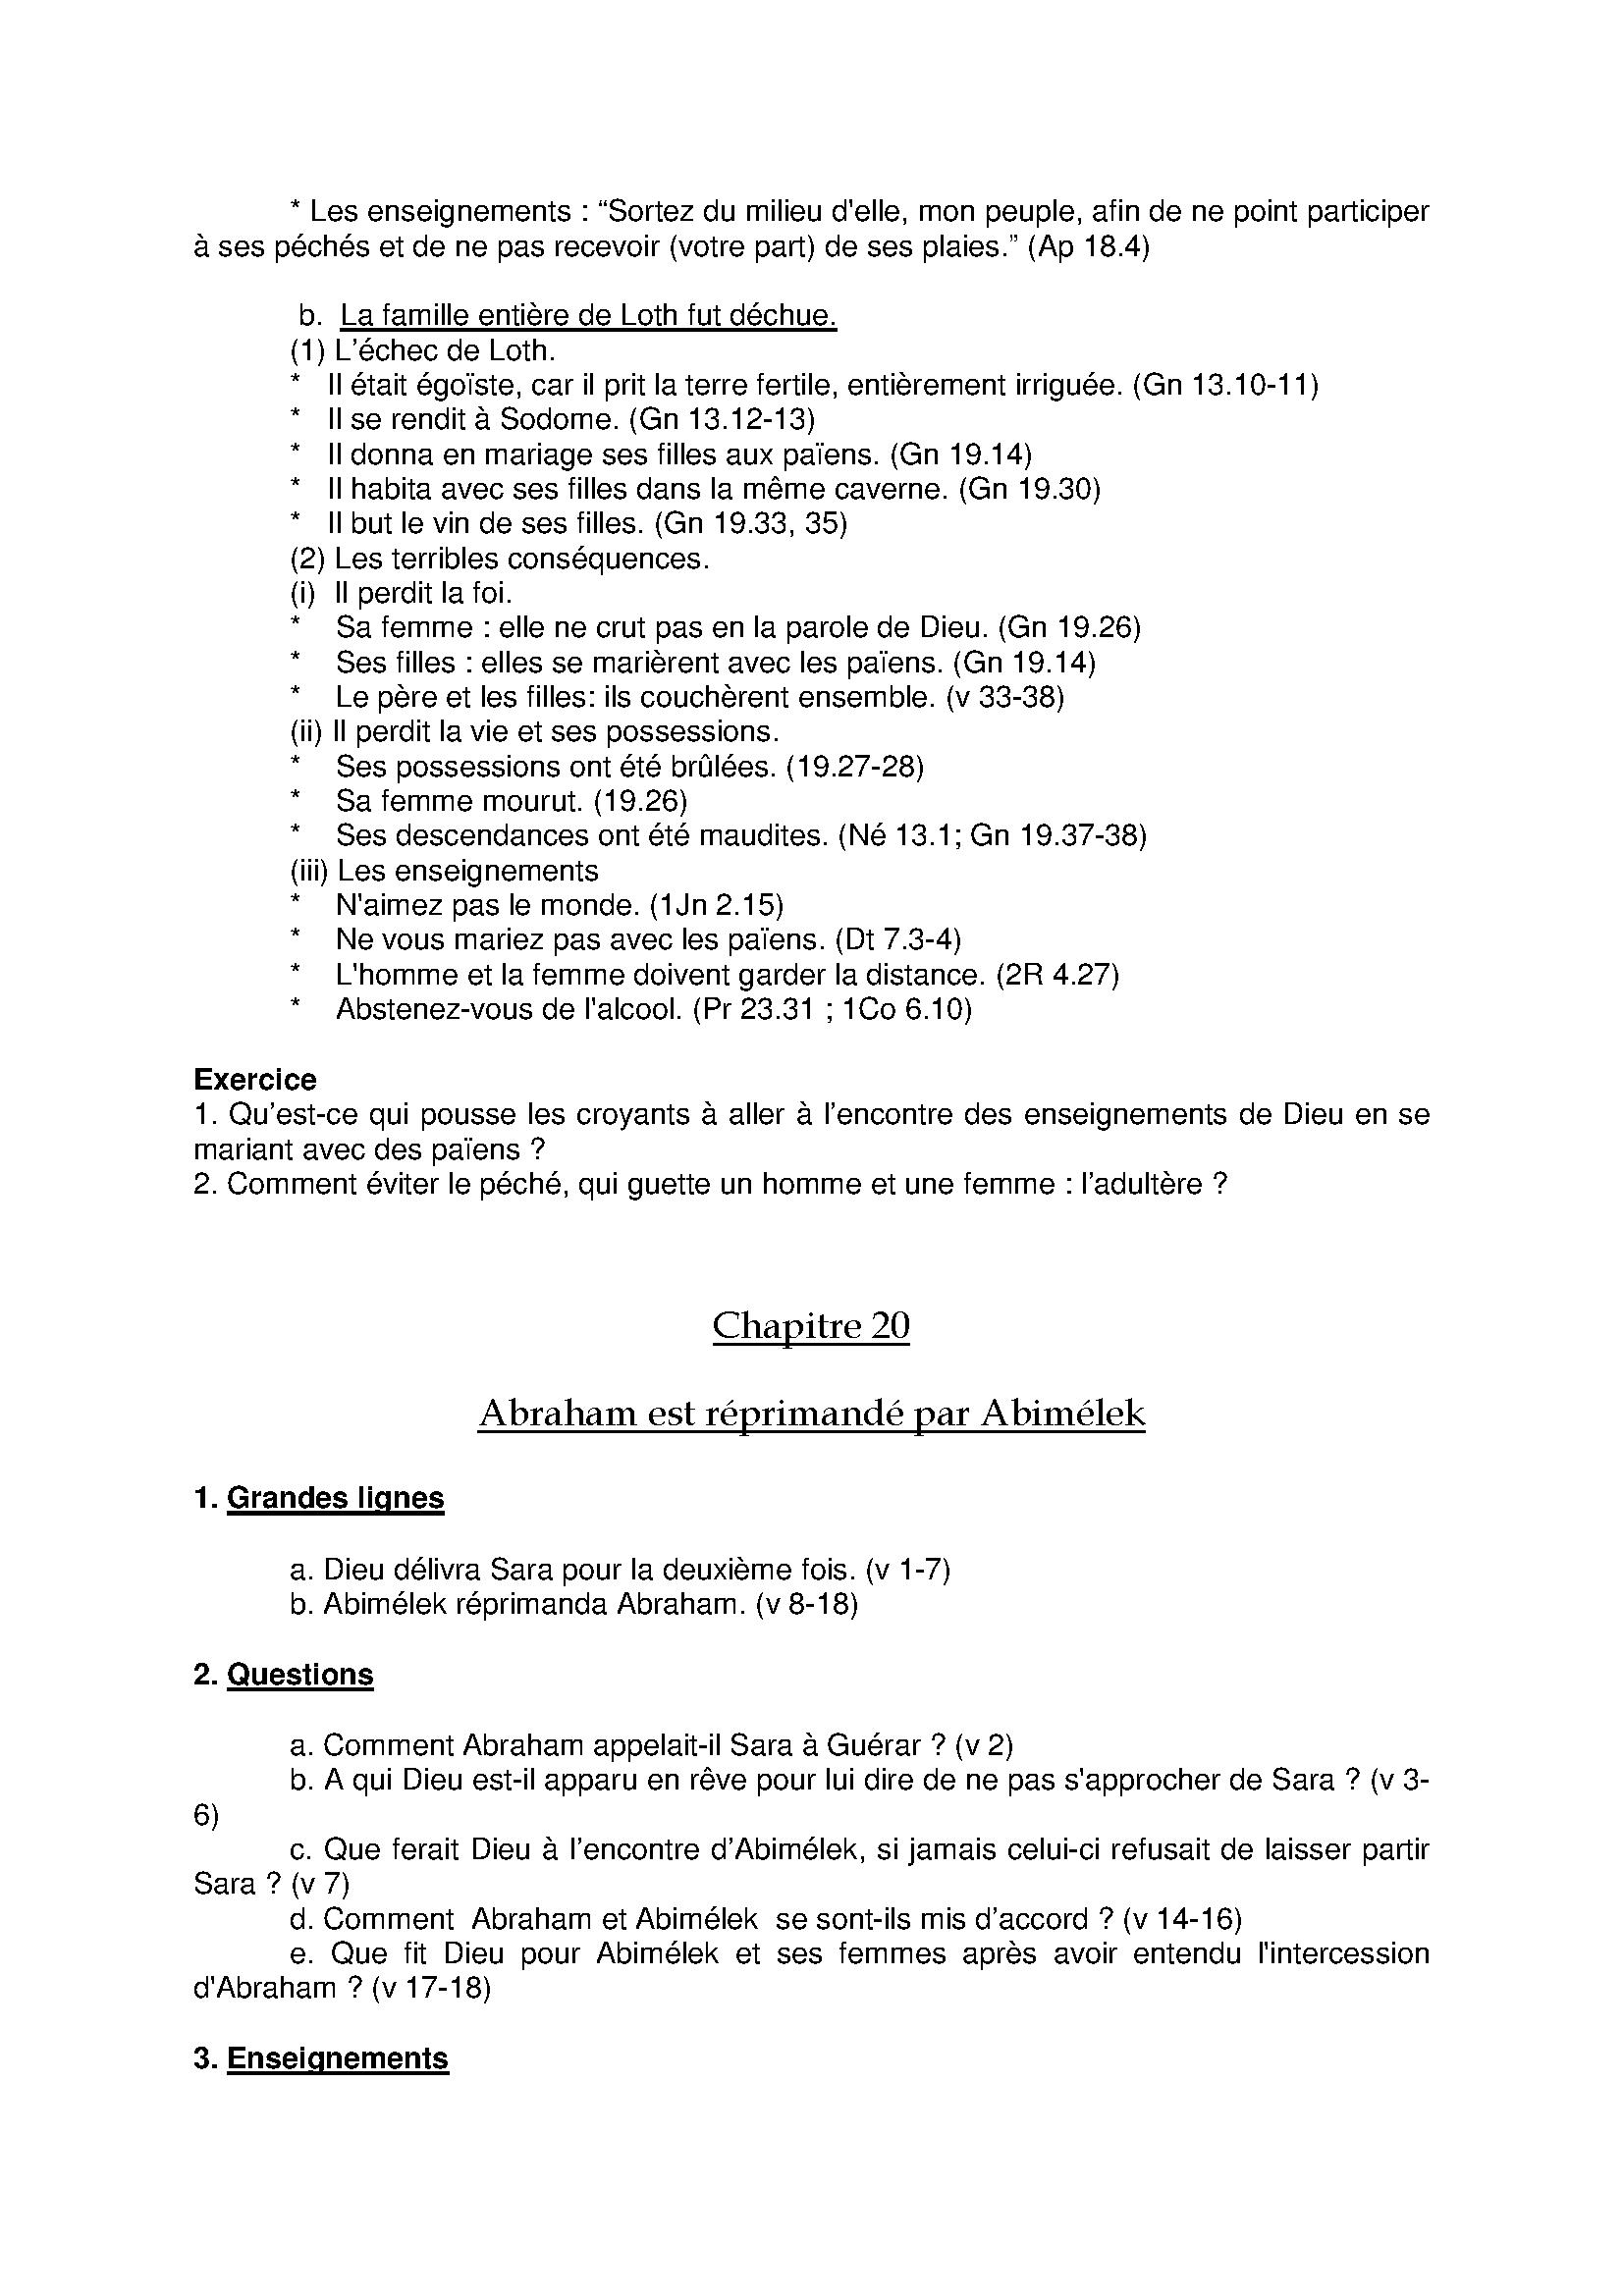 * Les enseignements : “Sortez du milieu d'elle, mon peuple, afin de ne point participer
à ses péchés et de ne pas recevoir (votre part) de ses plaies.” (Ap 18.4)
b. La famille entière de Loth fut déchue.
(1) L’échec de Loth.
* Il était égoïste, car il prit la terre fertile, entièrement irriguée. (Gn 13.10-11)
* Il se rendit à Sodome. (Gn 13.12-13)
* Il donna en mariage ses filles aux païens. (Gn 19.14)
* Il habita avec ses filles dans la même caverne. (Gn 19.30)
* Il but le vin de ses filles. (Gn 19.33, 35)
(2) Les terribles conséquences.
(i) Il perdit la foi.
* Sa femme : elle ne crut pas en la parole de Dieu. (Gn 19.26)
* Ses filles : elles se marièrent avec les païens. (Gn 19.14)
* Le père et les filles: ils couchèrent ensemble. (v 33-38)
(ii) Il perdit la vie et ses possessions.
* Ses possessions ont été brûlées. (19.27-28)
* Sa femme mourut. (19.26)
* Ses descendances ont été maudites. (Né 13.1; Gn 19.37-38)
(iii) Les enseignements
* N'aimez pas le monde. (1Jn 2.15)
* Ne vous mariez pas avec les païens. (Dt 7.3-4)
* L'homme et la femme doivent garder la distance. (2R 4.27)
* Abstenez-vous de l'alcool. (Pr 23.31 ; 1Co 6.10)
Exercice
1. Qu’est-ce qui pousse les croyants à aller à l’encontre des enseignements de Dieu en se
mariant avec des païens ?
2. Comment éviter le péché, qui guette un homme et une femme : l’adultère ?
Chapitre 20
Abraham est réprimandé par Abimélek
1. Grandes lignes
a. Dieu délivra Sara pour la deuxième fois. (v 1-7)
b. Abimélek réprimanda Abraham. (v 8-18)
2. Questions
a. Comment Abraham appelait-il Sara à Guérar ? (v 2)
b. A qui Dieu est-il apparu en rêve pour lui dire de ne pas s'approcher de Sara ? (v 3-
6)
c. Que ferait Dieu à l’encontre d’Abimélek, si jamais celui-ci refusait de laisser partir
Sara ? (v 7)
d. Comment Abraham et Abimélek se sont-ils mis d’accord ? (v 14-16)
e. Que fit Dieu pour Abimélek et ses femmes après avoir entendu l'intercession
d'Abraham ? (v 17-18)
3. Enseignements